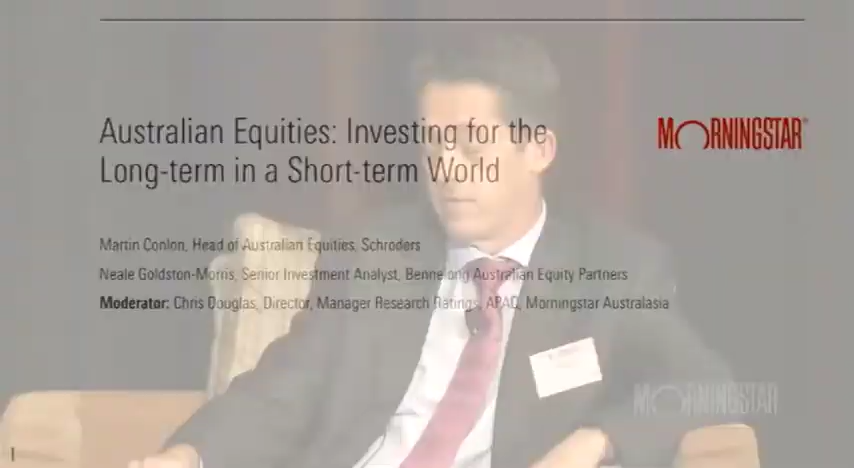 Australian Equities: Investing for the
Long-term in a Short-term World
MORNINGSTAR®
Martin Conlon, Head of Australian Equities, Schroders
Neale Goldston-Morris, Senior Investment Analyst, Bennelong Australian Equity Partners
Moderator: Chris Douglas, Director, Manager Research Ratings, APAC, Morningstar Australasia
MORNINGSTAR